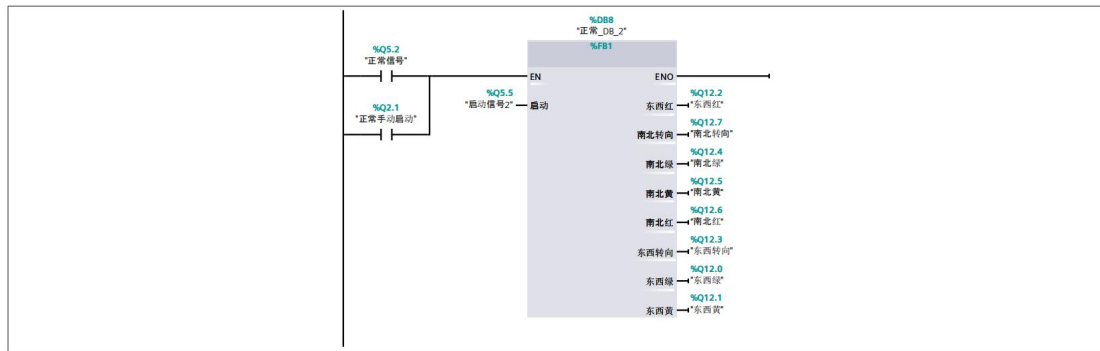 %DB8
"正常_DB_2"
%FB1
%Q5.2
"正常信号"
EN
ENO
%Q5.5
"启动信号2"
启动
%Q12.2
东西红
"东西红"
%Q2.1
"正常手动启动"
%Q12.7
南北转向
"南北转向"
%Q12.4
南北绿
"南北绿"
%Q12.5
南北黄
"南北黄"
%Q12.6
南北红
"南北红"
%Q12.3
东西转向
"东西转向"
%Q12.0
东西绿
"东西绿"
%Q12.1
东西黄
"东西黄"